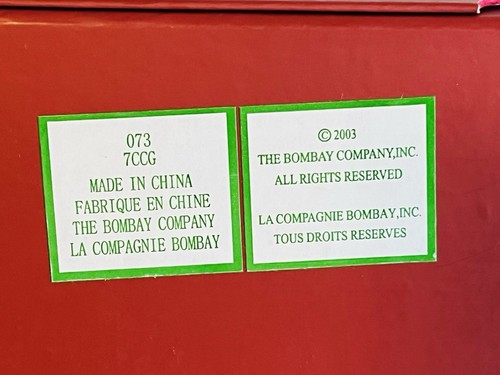 073
7CCG
MADE IN CHINA
FABRIQUE EN CHINE
THE BOMBAY COMPANY
LA COMPAGNIE BOMBAY
© 2003
THE BOMBAY COMPANY,INC.
ALL RIGHTS RESERVED
LA COMPAGNIE BOMBAY,INC.
TOUS DROITS RESERVES